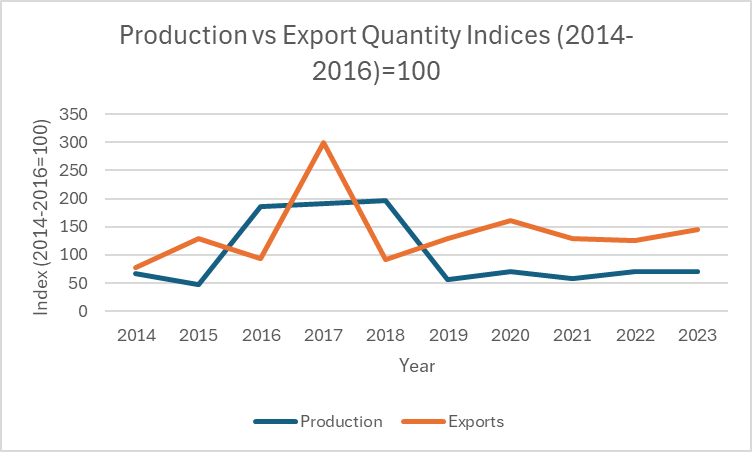 Production vs Export Quantity Indices (2014-
2016)=100
Index (2014-2016=100)
350
300
250
200
150
100
50
0
2014 2015 2016 2017 2018 2019 2020 2021 2022 2023
Year
Production Exports